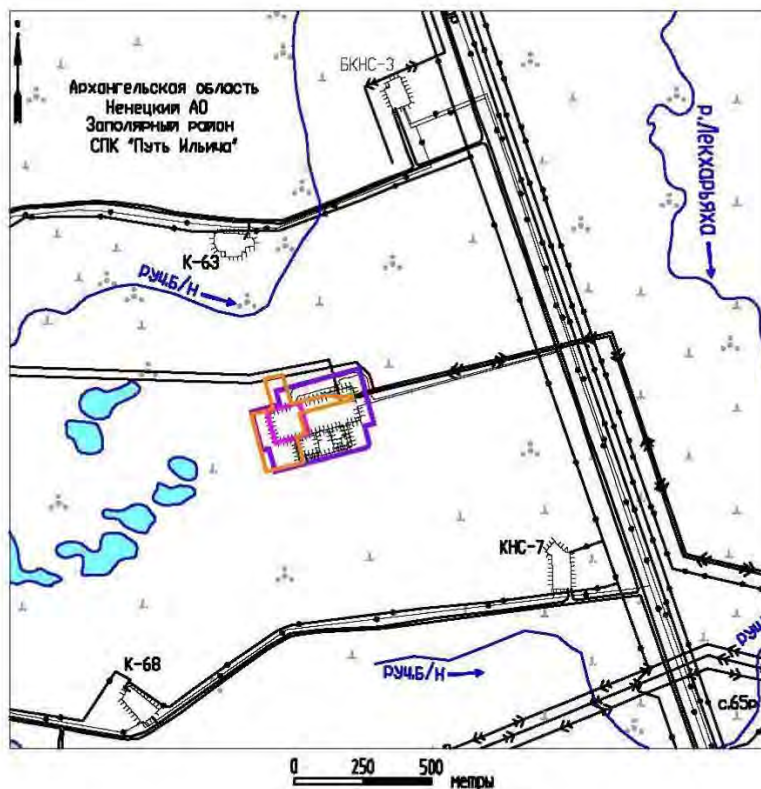 БКНС-3
Архангельская область
Ненецкий АО
Заполярный район
СПК "Путь Ильича"
р.Лекхарьяха
К-63
РУЧ.Б/Н
КНС-7
К-68
РУЧ.Б/Н
с.65р
0 250 500
метры